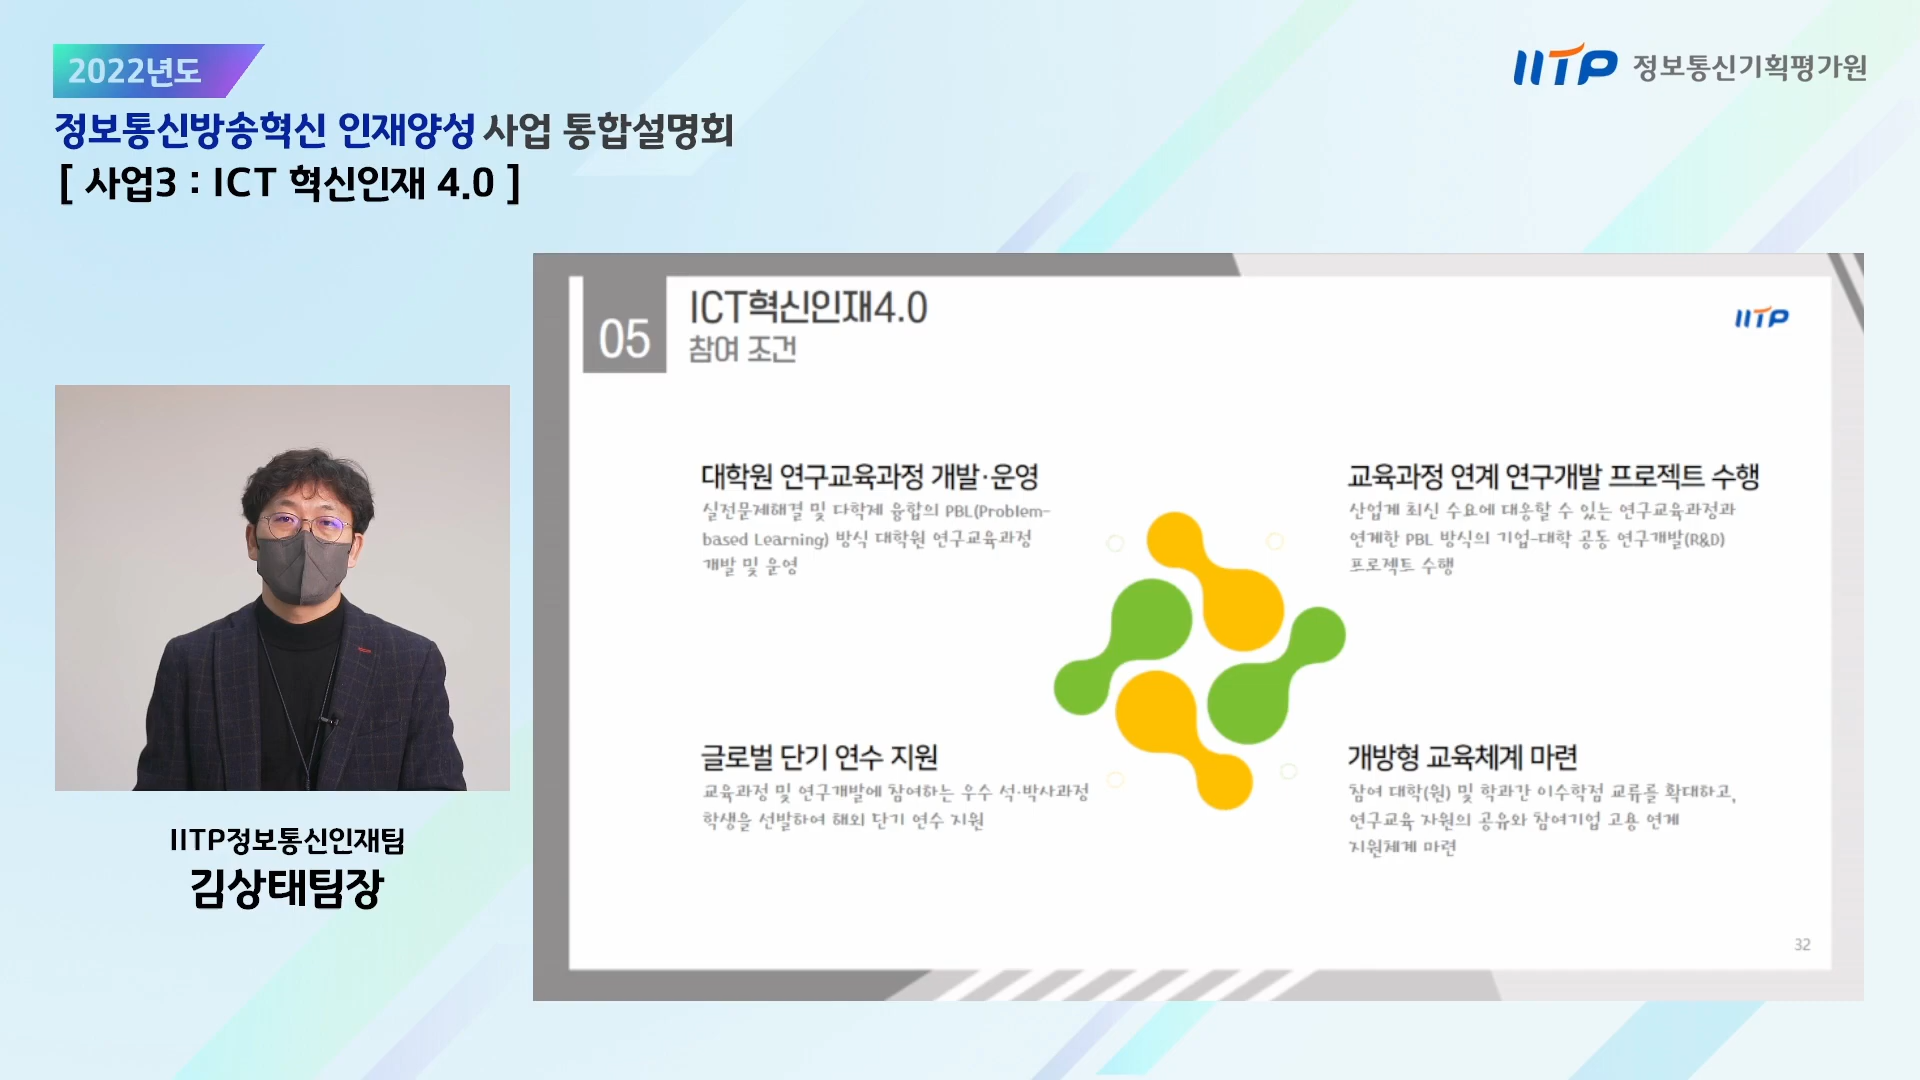 2022년도
정보통신방송혁신 인재양성 사업 통합설명회
[ 사업3 : ICT 혁신인재 4.0 ]
IITP 정보통신기획평가원
05
ICT혁신인재4.0
참여 조건
IITP
대학원 연구교육과정 개발·운영
실전문제해결 및 다학제 융합의 PBL(Problem-
based Learning) 방식 대학원 연구교육과정
개발 및 운영
교육과정 연계 연구개발 프로젝트 수행
산업계 최신 수요에 대응할 수 있는 연구교육과정과
연계한 PBL 방식의 기업-대학 공동 연구개발(R&D)
프로젝트 수행
글로벌 단기 연수 지원
교육과정 및 연구개발에 참여하는 우수 석·박사과정
학생을 선발하여 해외 단기 연수 지원
개방형 교육체계 마련
참여 대학(원) 및 학과간 이수학점 교류를 확대하고,
연구교육 자원의 공유와 참여기업 고용 연계
지원체계 마련
32
IITP정보통신인재팀
김상태팀장